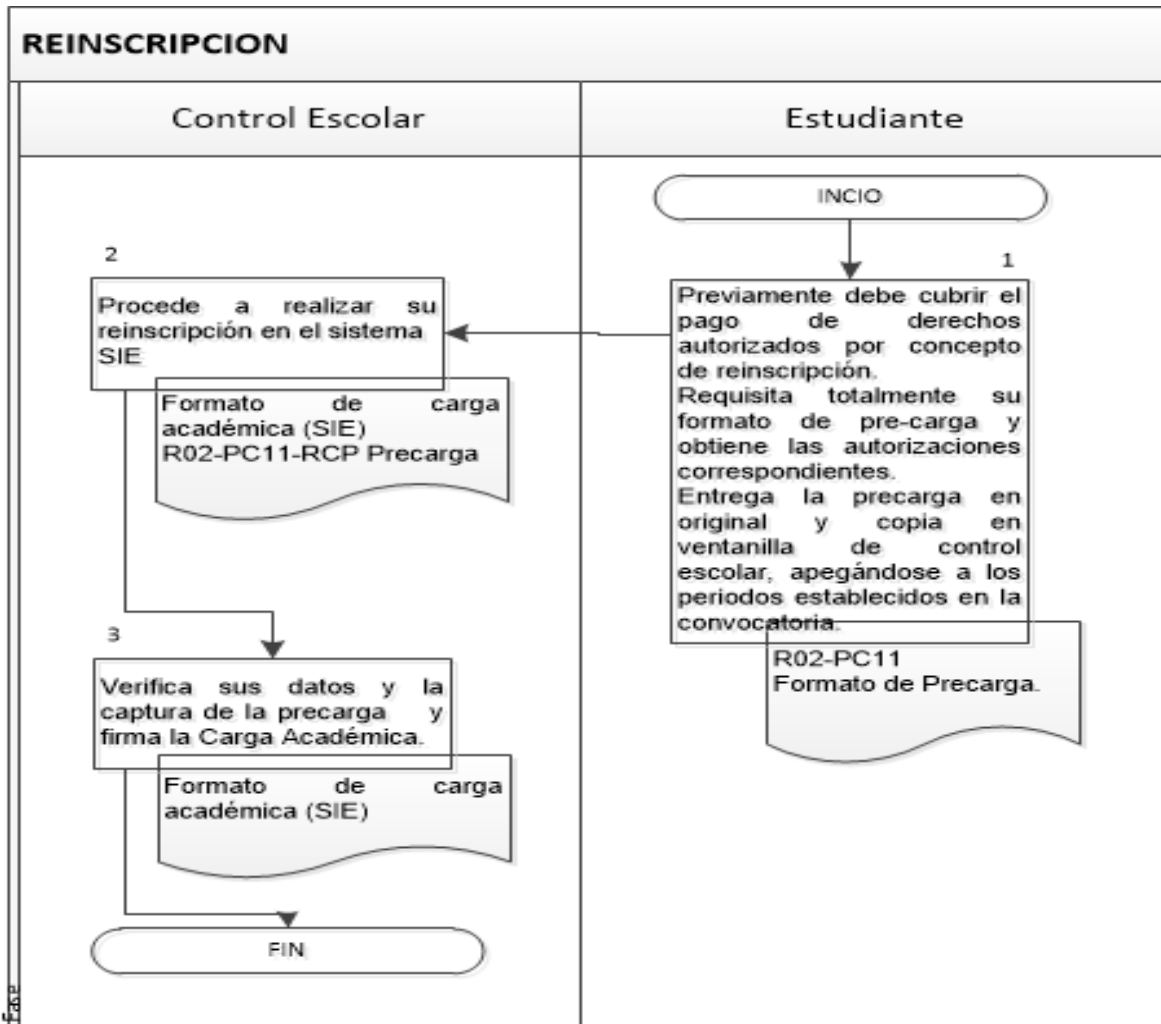 REINSCRIPCION
Control Escolar
Estudiante
INCIO
1
Previamente debe cubrir el
pago de derechos
autorizados por concepto
de reinscripción.
Requisita totalmente su
formato de pre-carga y
obtiene las autorizaciones
correspondientes.
Entrega la precarga en
original y copia en
ventanilla de control
escolar, apegándose a los
periodos establecidos en la
convocatoria.
R02-PC11
Formato de Precarga.
2
Procede a realizar su
reinscripción en el sistema
SIE
Formato de carga
académica (SIE)
R02-PC11-RCP Precarga
3
Verifica sus datos y la
captura de la precarga y
firma la Carga Académica.
Formato de carga
académica (SIE)
FIN
Fase